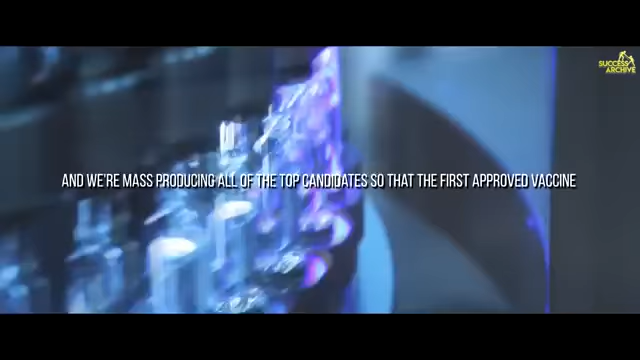 SUCCESS
ARCHIVE
AND WE'RE MASS PRODUCING ALL OF THE TOP CANDIDATES SO THAT THE FIRST APPROVED VACCINE